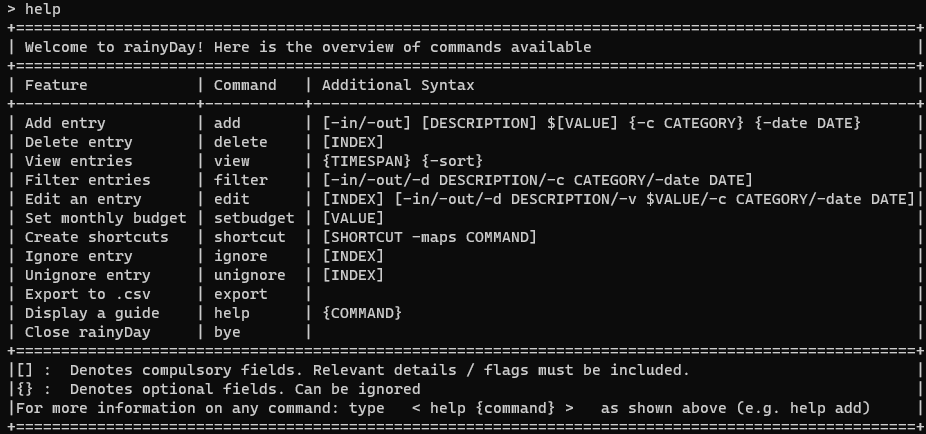 > help
+====================================================================================================+
| Welcome to rainyDay! Here is the overview of commands available                                    |
+====================================================================================================+
| Feature            | Command   | Additional Syntax                                                 |
+--------------------+-----------+-------------------------------------------------------------------+
| Add entry          | add       | [-in/-out] [DESCRIPTION] $[VALUE] {-c CATEGORY} {-date DATE}      |
| Delete entry       | delete    | [INDEX]                                                           |
| View entries       | view      | {TIMESPAN} {-sort}                                                |
| Filter entries     | filter    | [-in/-out/-d DESCRIPTION/-c CATEGORY/-date DATE]                  |
| Edit an entry      | edit      | [INDEX] [-in/-out/-d DESCRIPTION/-v $VALUE/-c CATEGORY/-date DATE]|
| Set monthly budget | setbudget | [VALUE]                                                           |
| Create shortcuts   | shortcut  | [SHORTCUT -maps COMMAND]                                          |
| Ignore entry       | ignore    | [INDEX]                                                           |
| Unignore entry     | unignore  | [INDEX]                                                           |
| Export to .csv     | export    |                                                                   |
| Display a guide    | help      | {COMMAND}                                                         |
| Close rainyDay     | bye       |                                                                   |
+====================================================================================================+
|[] :  Denotes compulsory fields. Relevant details / flags must be included.                         |
|{} :  Denotes optional fields. Can be ignored                                                       |
|For more information on any command: type   < help {command} >   as shown above (e.g. help add)     |
+====================================================================================================+